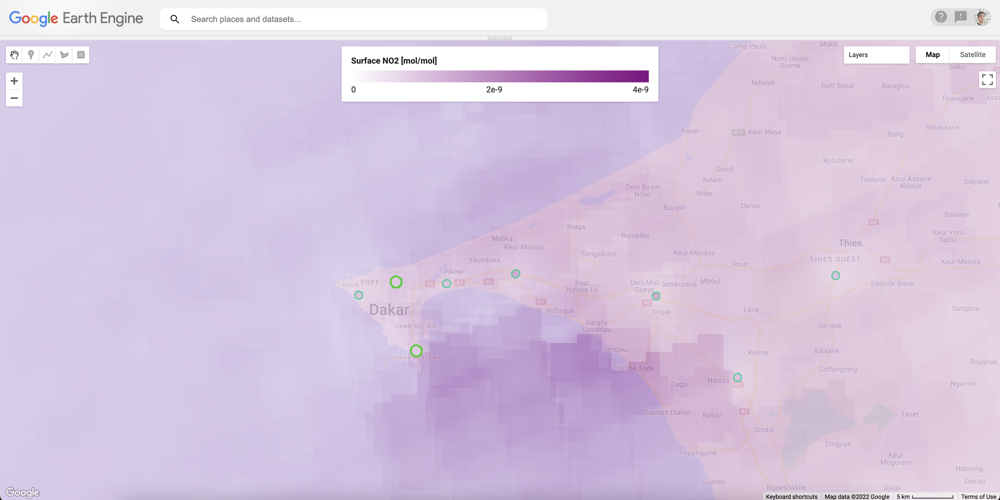 Google Earth Engine
Search places and datasets...
Surface NO2 [mol/mol]
0 2e-9 4e-9
Layers
Map Satellite
Camp Peuls
Maka
Noto Gouye
Diame
Selko
Ndielek
Baïti Bakar
Baraglou
Tivaouane
Kayar
R70
Keur Maye
Balig
Ndiassane
Kolobane
Guedj
Ndam
Tiaoune
Keur Assane
Ndiaye
Diayane
Deni Biram
Ndao
Ndiar
Bayakh
Darou
Baniaye
N2
Niaga
Bambilor
Keur Yoro
Sadio
Malika
Keur Massar
Thies
Sangalkam
Keur Moussa
THIES OUEST
N3
Keur Meissa
Yeumbeul
Pout
Pikine
NGOR
YOFF
A1
A1
N1
Keur
Ndiaye Lo
Deni Mali
Gueye
Sebikotane
Mboul
Daoude Sisse
N1
N2
Dakar
Rufisque
Dogar
Léné
Sangane
HANN BEL-AIR
Bargny
Gouddau
Sangue
Sendou
Kirène
Kissane
DAKAR-PLATEAU
Yenne Tode
Golfangning
Bousnak
Daga
Ndiass
N1
Nguinte
Toubab Dialao
Rafou
A1
Taset
Sindia
Diogoye
Popenguine
Keur
Mogoram
Ndorong
Guereo
Nguekhokhe
Djilak
Diarao
Google
Keyboard shortcuts Map data ©2022 Google 5 km Terms of Use